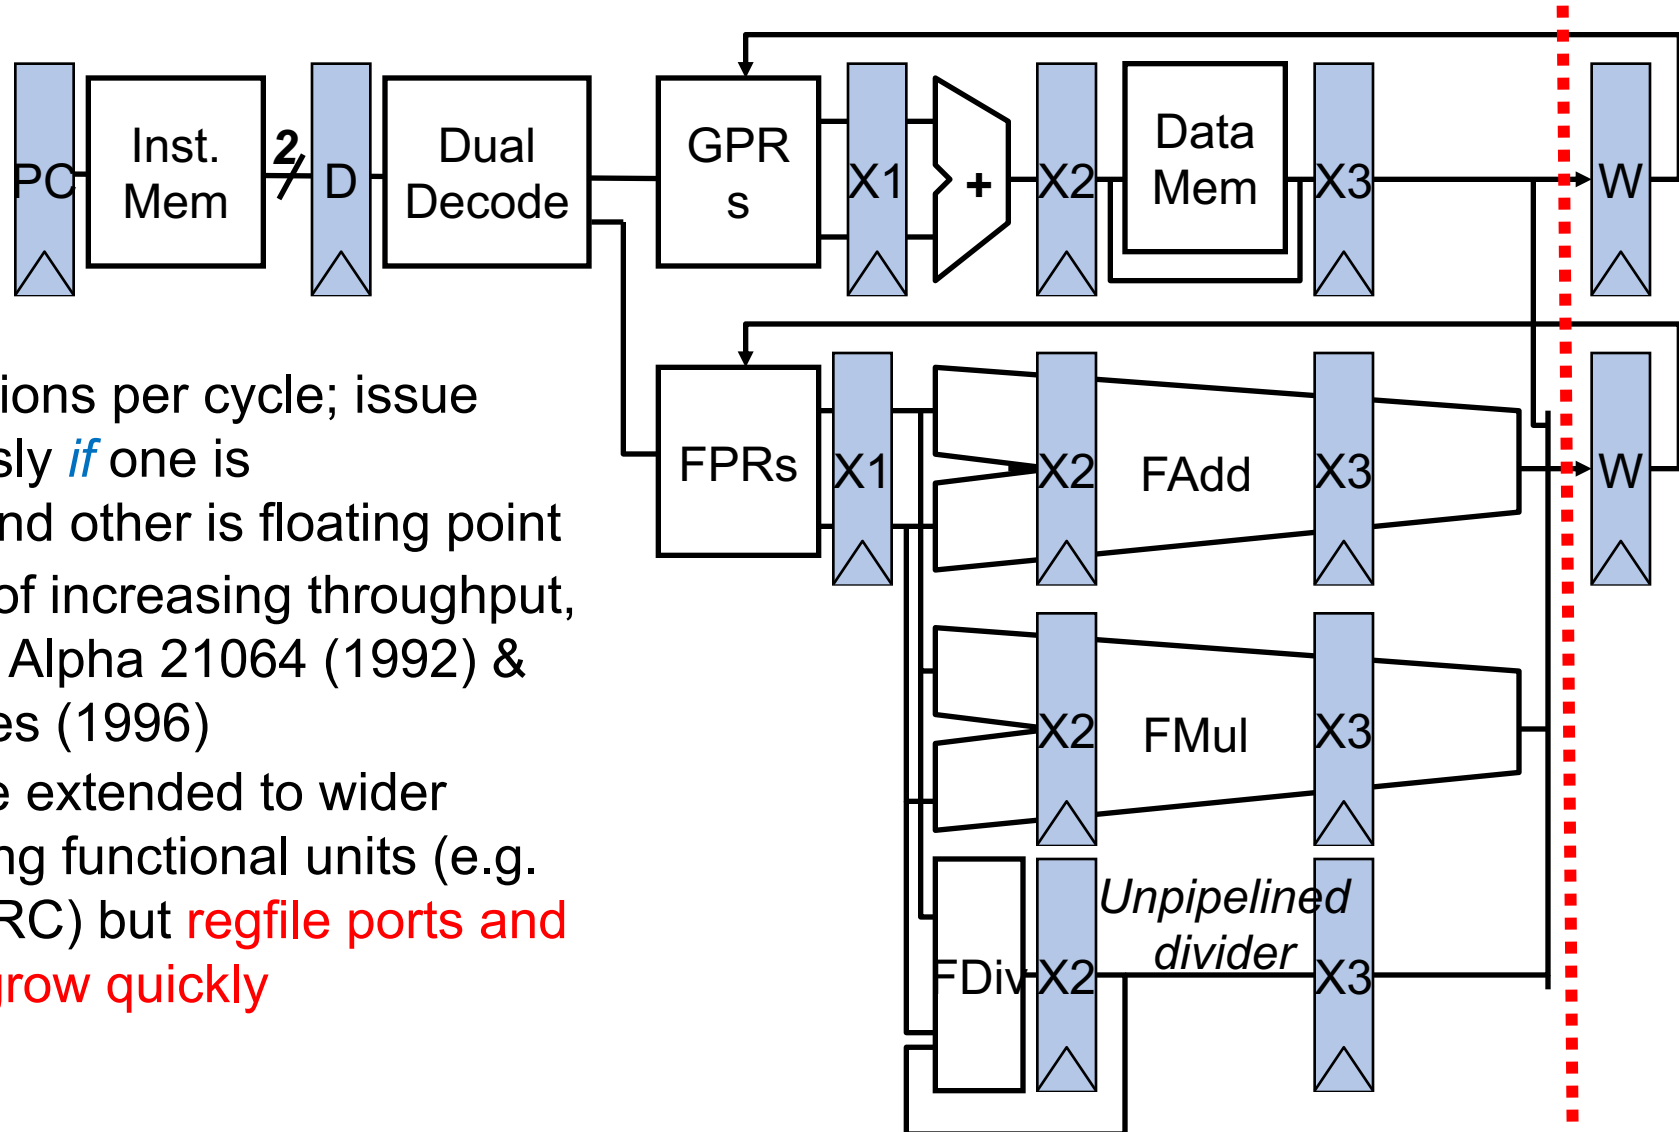 PC
Inst.
Mem
2
D
Dual
Decode
GPR
s
X1
+
X2
Data
Mem
X3
W
FPRs
X1
X2
FAdd
X3
W
X2
FMul
X3
FDiv
X2
Unpipelined
divider
X3
ions per cycle; issue
sly if one is
nd other is floating point
of increasing throughput,
Alpha 21064 (1992) &
es (1996)
e extended to wider
ng functional units (e.g.
RC) but regfile ports and
grow quickly